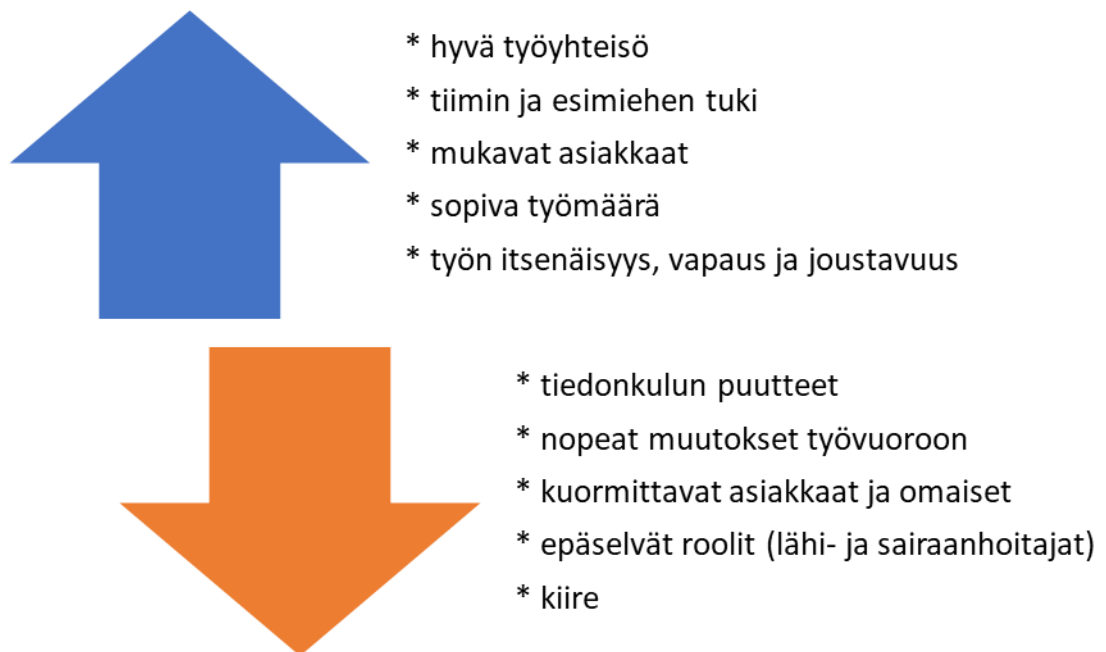 * hyvä työyhteisö
* tiimin ja esimiehen tuki
* mukavat asiakkaat
* sopiva työmäärä
* työn itsenäisyys, vapaus ja joustavuus
* tiedonkulun puutteet
* nopeat muutokset työvuoroon
* kuormittavat asiakkaat ja omaiset
* epäselvät roolit (lähi- ja sairaanhoitajat)
* kiire